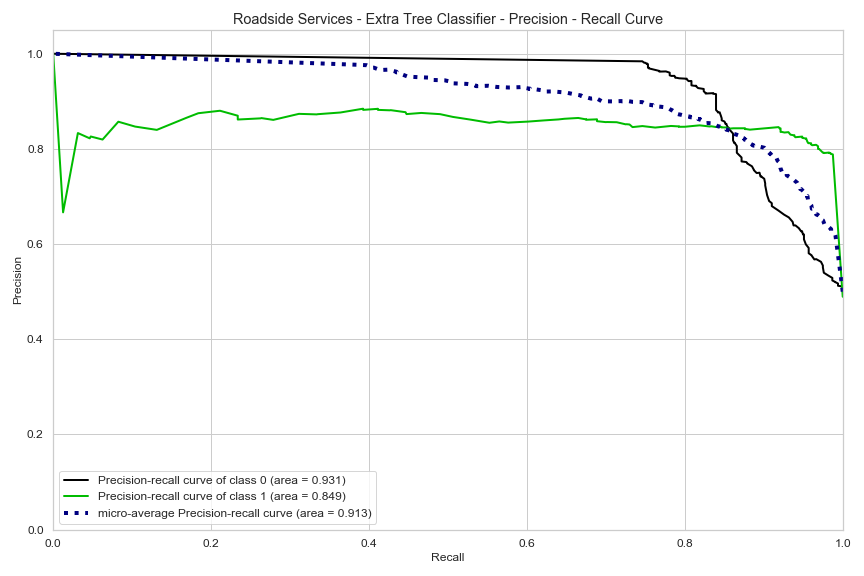 Roadside Services - Extra Tree Classifier - Precision - Recall Curve
1.0
0.8
0.6
0.4
0.2
0.0
Precision
Precision-recall curve of class 0 (area = 0.931)
Precision-recall curve of class 1 (area = 0.849)
micro-average Precision-recall curve (area = 0.913)
0.0 0.2 0.4 0.6 0.8 1.0
Recall